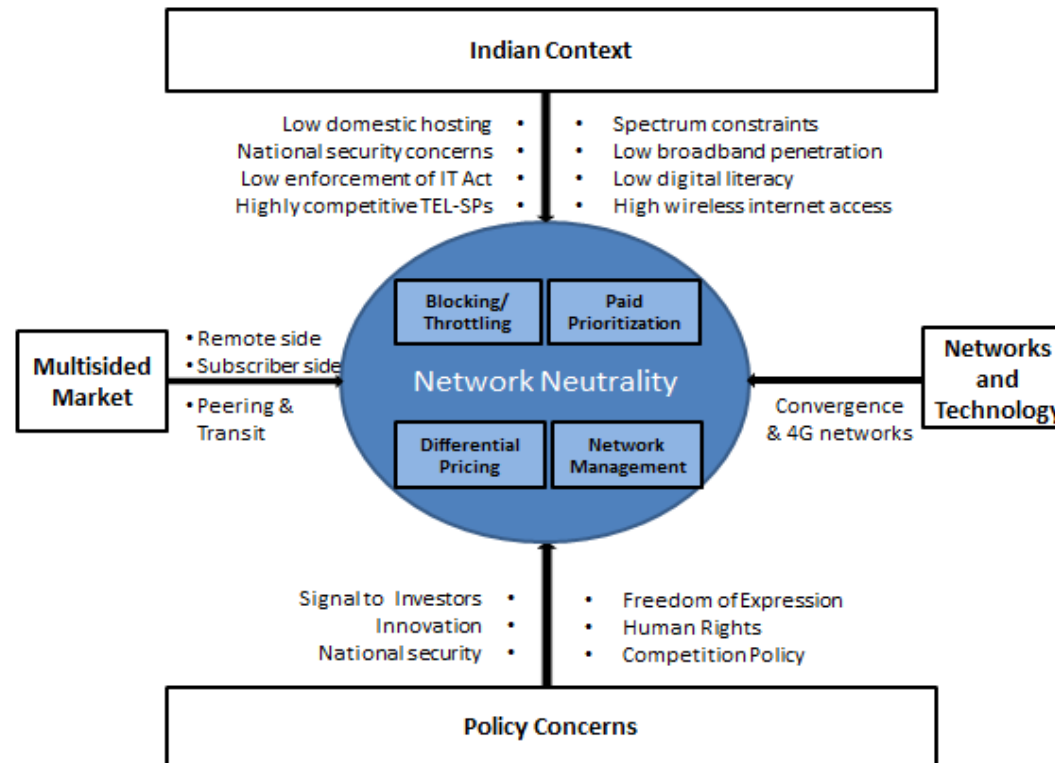 Indian Context
Low domestic hosting •
National security concerns •
Low enforcement of IT Act •
Highly competitive TEL-SPs •
• Spectrum constraints
• Low broadband penetration
• Low digital literacy
• High wireless internet access
Multisided
Market
• Remote side
• Subscriber side
• Peering &
Transit
Blocking/
Throttling
Paid
Prioritization
Network Neutrality
Differential
Pricing
Network
Management
Networks
and
Technology
Convergence
& 4G networks
Signal to Investors •
Innovation •
National security •
• Freedom of Expression
• Human Rights
• Competition Policy
Policy Concerns